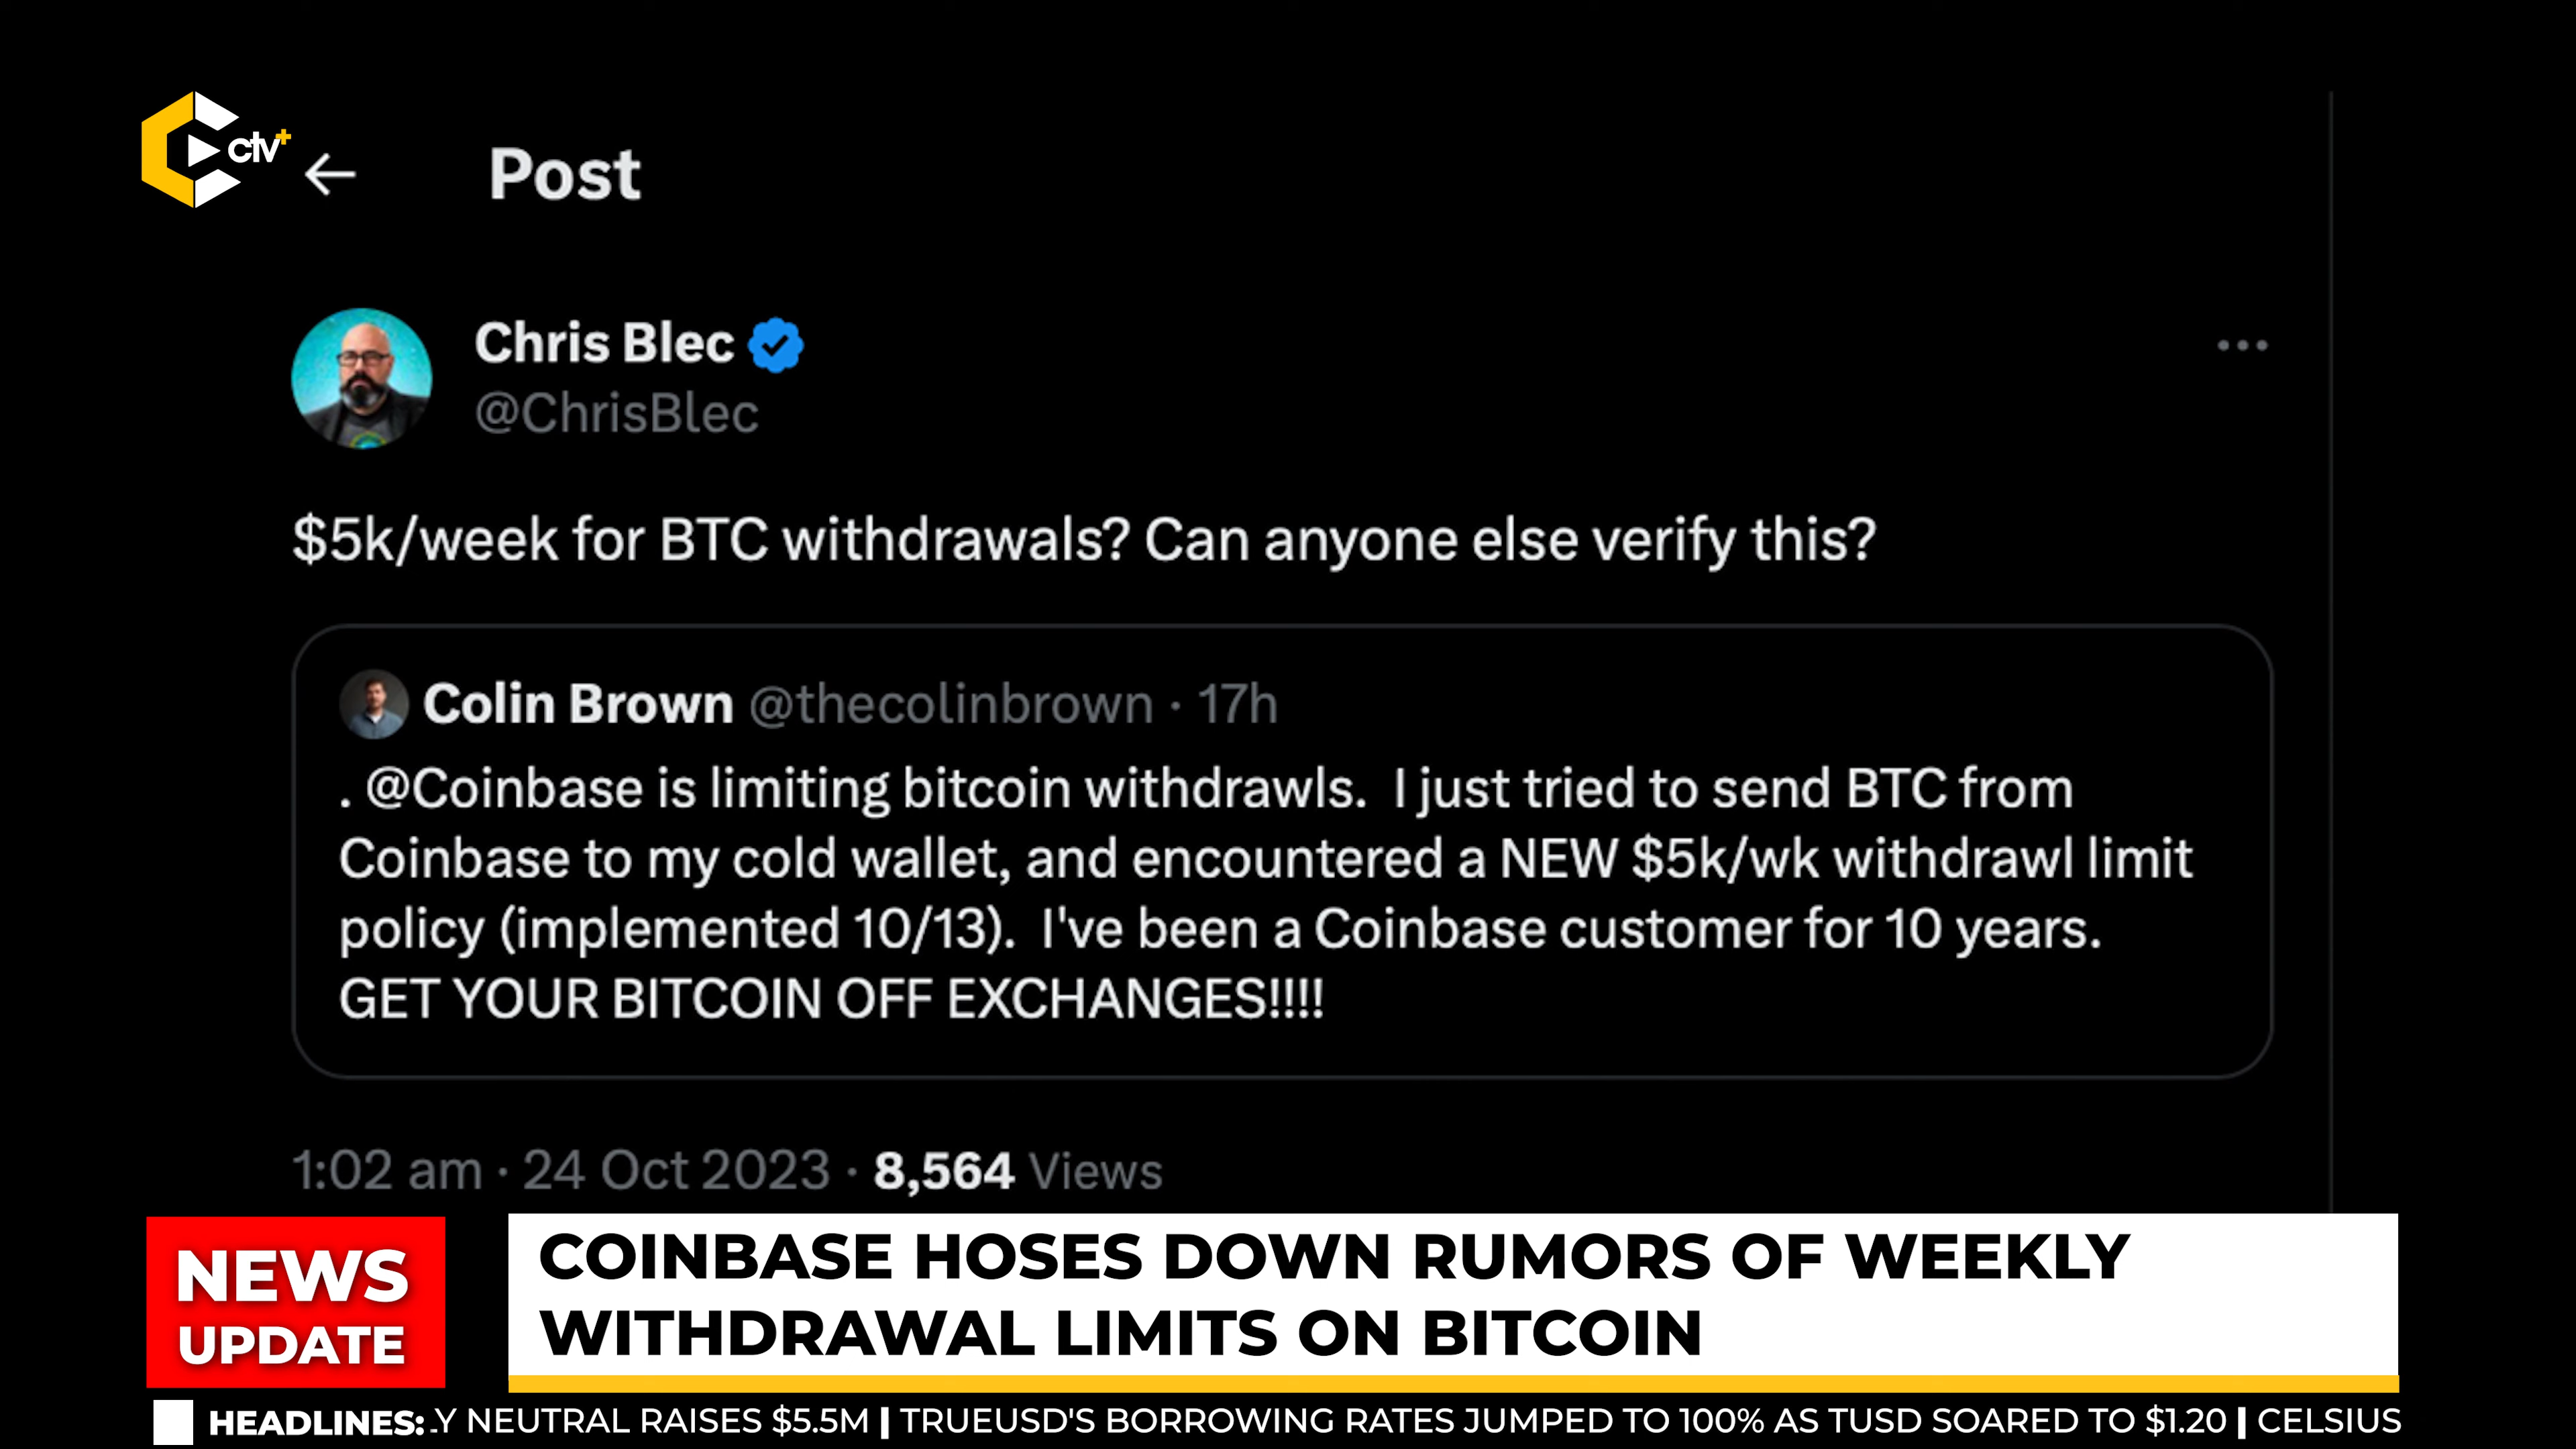 ctv+
Post
Chris Blec
@ChrisBlec
$5k/week for BTC withdrawals? Can anyone else verify this?
Colin Brown @thecolinbrown · 17h
. @Coinbase is limiting bitcoin withdrawls. I just tried to send BTC from
Coinbase to my cold wallet, and encountered a NEW $5k/wk withdrawl limit
policy (implemented 10/13). I've been a Coinbase customer for 10 years.
GET YOUR BITCOIN OFF EXCHANGES!!!!
1:02 am · 24 Oct 2023 · 8,564 Views
NEWS
UPDATE
COINBASE HOSES DOWN RUMORS OF WEEKLY
WITHDRAWAL LIMITS ON BITCOIN
HEADLINES: Y NEUTRAL RAISES $5.5M | TRUEUSD'S BORROWING RATES JUMPED TO 100% AS TUSD SOARED TO $1.20 | CELSIUS